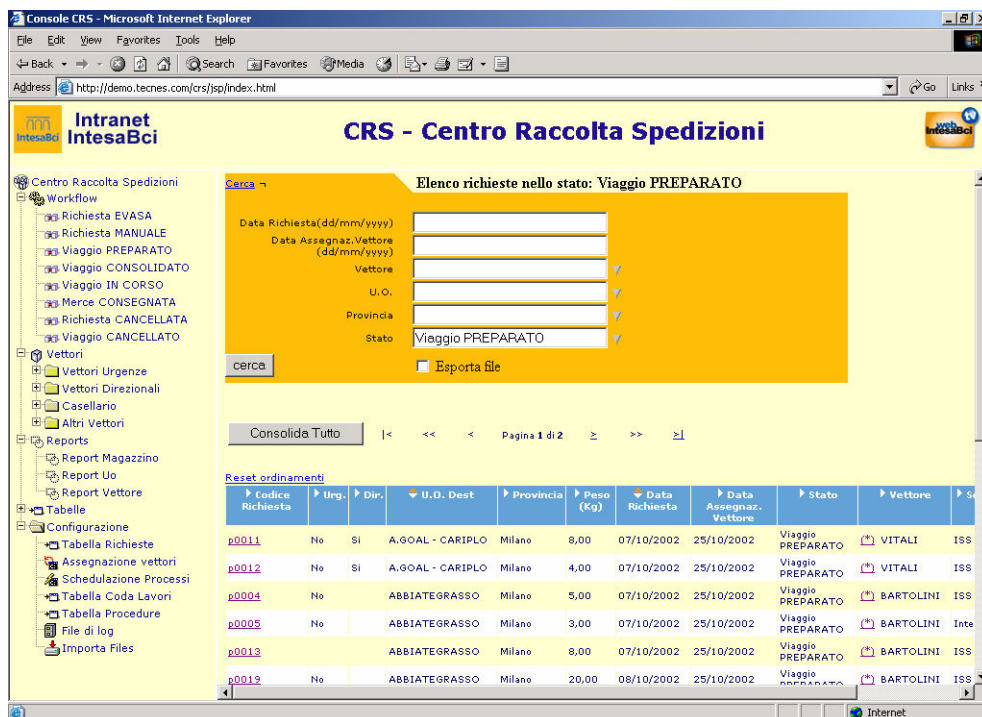 Console CRS - Microsoft Internet Explorer
File Edit View Favorites Tools Help
Back Search Favorites Media
Address http://demo.tecnes.com/crs/jsp/index.html Go Links
IntesaBci
Intranet
IntesaBci
CRS - Centro Raccolta Spedizioni
web
IntesaBci
tv
Centro Raccolta Spedizioni
Workflow
Richiesta EVASA
Richiesta MANUALE
Viaggio PREPARATO
Viaggio CONSOLIDATO
Viaggio IN CORSO
Merce CONSEGNATA
Richiesta CANCELLATA
Viaggio CANCELLATO
Vettori
Vettori Urgenze
Vettori Direzionali
Casellario
Altri Vettori
Reports
Report Magazzino
Report Uo
Report Vettore
Tabelle
Configurazione
Tabella Richieste
Assegnazione vettori
Schedulazione Processi
Tabella Coda Lavori
Tabella Procedure
File di log
Importa Files
Cerca ¬ Elenco richieste nello stato: Viaggio PREPARATO
Data Richiesta(dd/mm/yyyy)
Data Assegnaz.Vettore
(dd/mm/yyyy)
Vettore
U.O.
Provincia
Stato Viaggio PREPARATO
cerca Esporta file
Consolida Tutto |< << < Pagina 1 di 2 > >> >|
Reset ordinamenti
Codice Richiesta Urg. Dir. U.O. Dest Provincia Peso (Kg) Data Richiesta Data Assegnaz. Vettore Stato Vettore
p0011 No Si A.GOAL - CARIPLO Milano 8,00 07/10/2002 25/10/2002 Viaggio PREPARATO (*) VITALI ISS
p0012 No Si A.GOAL - CARIPLO Milano 4,00 07/10/2002 25/10/2002 Viaggio PREPARATO (*) VITALI ISS
p0004 No ABBIATEGRASSO Milano 5,00 07/10/2002 25/10/2002 Viaggio PREPARATO (*) BARTOLINI ISS
p0005 No ABBIATEGRASSO Milano 3,00 07/10/2002 25/10/2002 Viaggio PREPARATO (*) BARTOLINI Inte
p0013 ABBIATEGRASSO Milano 8,00 07/10/2002 25/10/2002 Viaggio PREPARATO (*) BARTOLINI ISS
p0019 No ABBIATEGRASSO Milano 20,00 08/10/2002 25/10/2002 Viaggio PREPARATO (*) BARTOLINI ISS
Internet